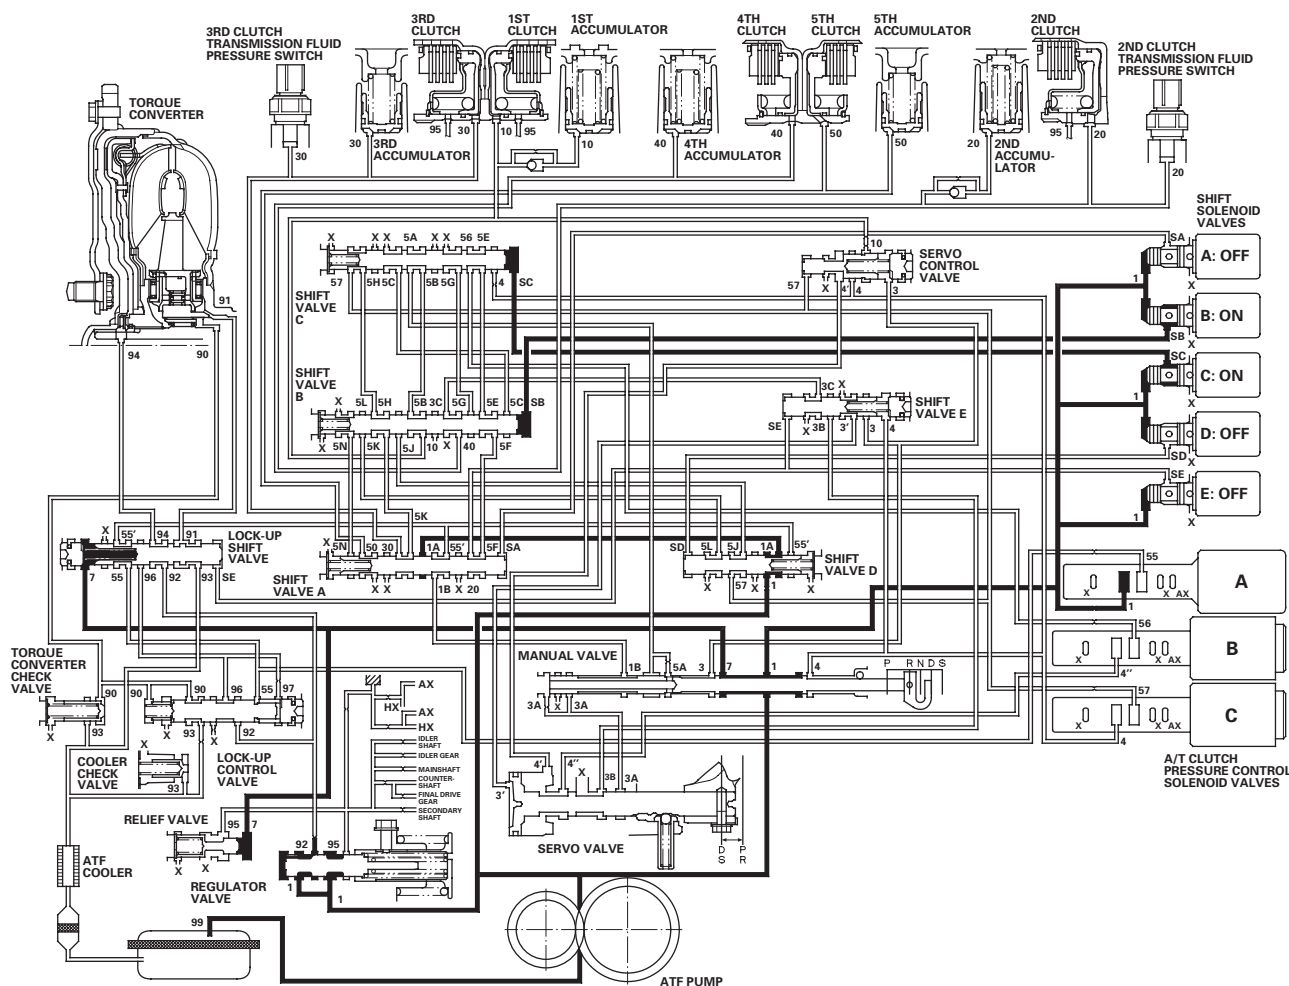 3RD CLUTCH
TRANSMISSION FLUID
PRESSURE SWITCH
3RD
CLUTCH
1ST
CLUTCH
1ST
ACCUMULATOR
4TH
CLUTCH
5TH
CLUTCH
5TH
ACCUMULATOR
2ND
CLUTCH
2ND CLUTCH
TRANSMISSION FLUID
PRESSURE SWITCH
TORQUE
CONVERTER
30
30
3RD
ACCUMULATOR
95
30
10
95
10
40
4TH
ACCUMULATOR
40
50
50
20
2ND
ACCUMU-
LATOR
95
20
20
SHIFT
SOLENOID
VALVES
SA
A: OFF
1
X
B: ON
SB
X
SC
C: ON
1
X
D: OFF
SD
X
SE
E: OFF
1
X
X
X X
5A
X X
56
5E
57
5H
5C
5B
5G
4
SC
SHIFT
VALVE
C
10
SERVO
CONTROL
VALVE
57
X
4'
4
3
91
94
90
SHIFT
VALVE
B
X
5L
5H
5B
3C
5G
5E
5C
SB
X
5N
5K
5J
10
X
40
5F
3C
X
SHIFT
VALVE E
SE
X
3B
3'
3
4
5K
X
55'
94
91
LOCK-UP
SHIFT
VALVE
7
55
96
92
93
SE
X
5N
50
30
1A
55'
5F
SA
SHIFT
VALVE A
X X
1B
X
20
SD
5L
5J
1A
55'
SHIFT
VALVE D
X
57
X
1
X
55
A
X
X
AX
1
56
B
X
X
AX
4"
57
C
X
X
AX
4
A/T CLUTCH
PRESSURE CONTROL
SOLENOID VALVES
MANUAL VALVE
1B
5A
3
7
1
4
P R N D S
3A
X
3A
TORQUE
CONVERTER
CHECK
VALVE
90
90
90
96
55
97
X
93
X
93
X
92
COOLER
CHECK
VALVE
X
93
LOCK-UP
CONTROL
VALVE
AX
HX
AX
HX
IDLER
SHAFT
IDLER GEAR
MAINSHAFT
COUNTER-
SHAFT
FINAL DRIVE
GEAR
SECONDARY
SHAFT
4'
4"
X
3B
3A
3'
SERVO VALVE
D
S
P
R
RELIEF VALVE
95
7
X
X
REGULATOR
VALVE
92
95
1
1
ATF
COOLER
99
ATF PUMP